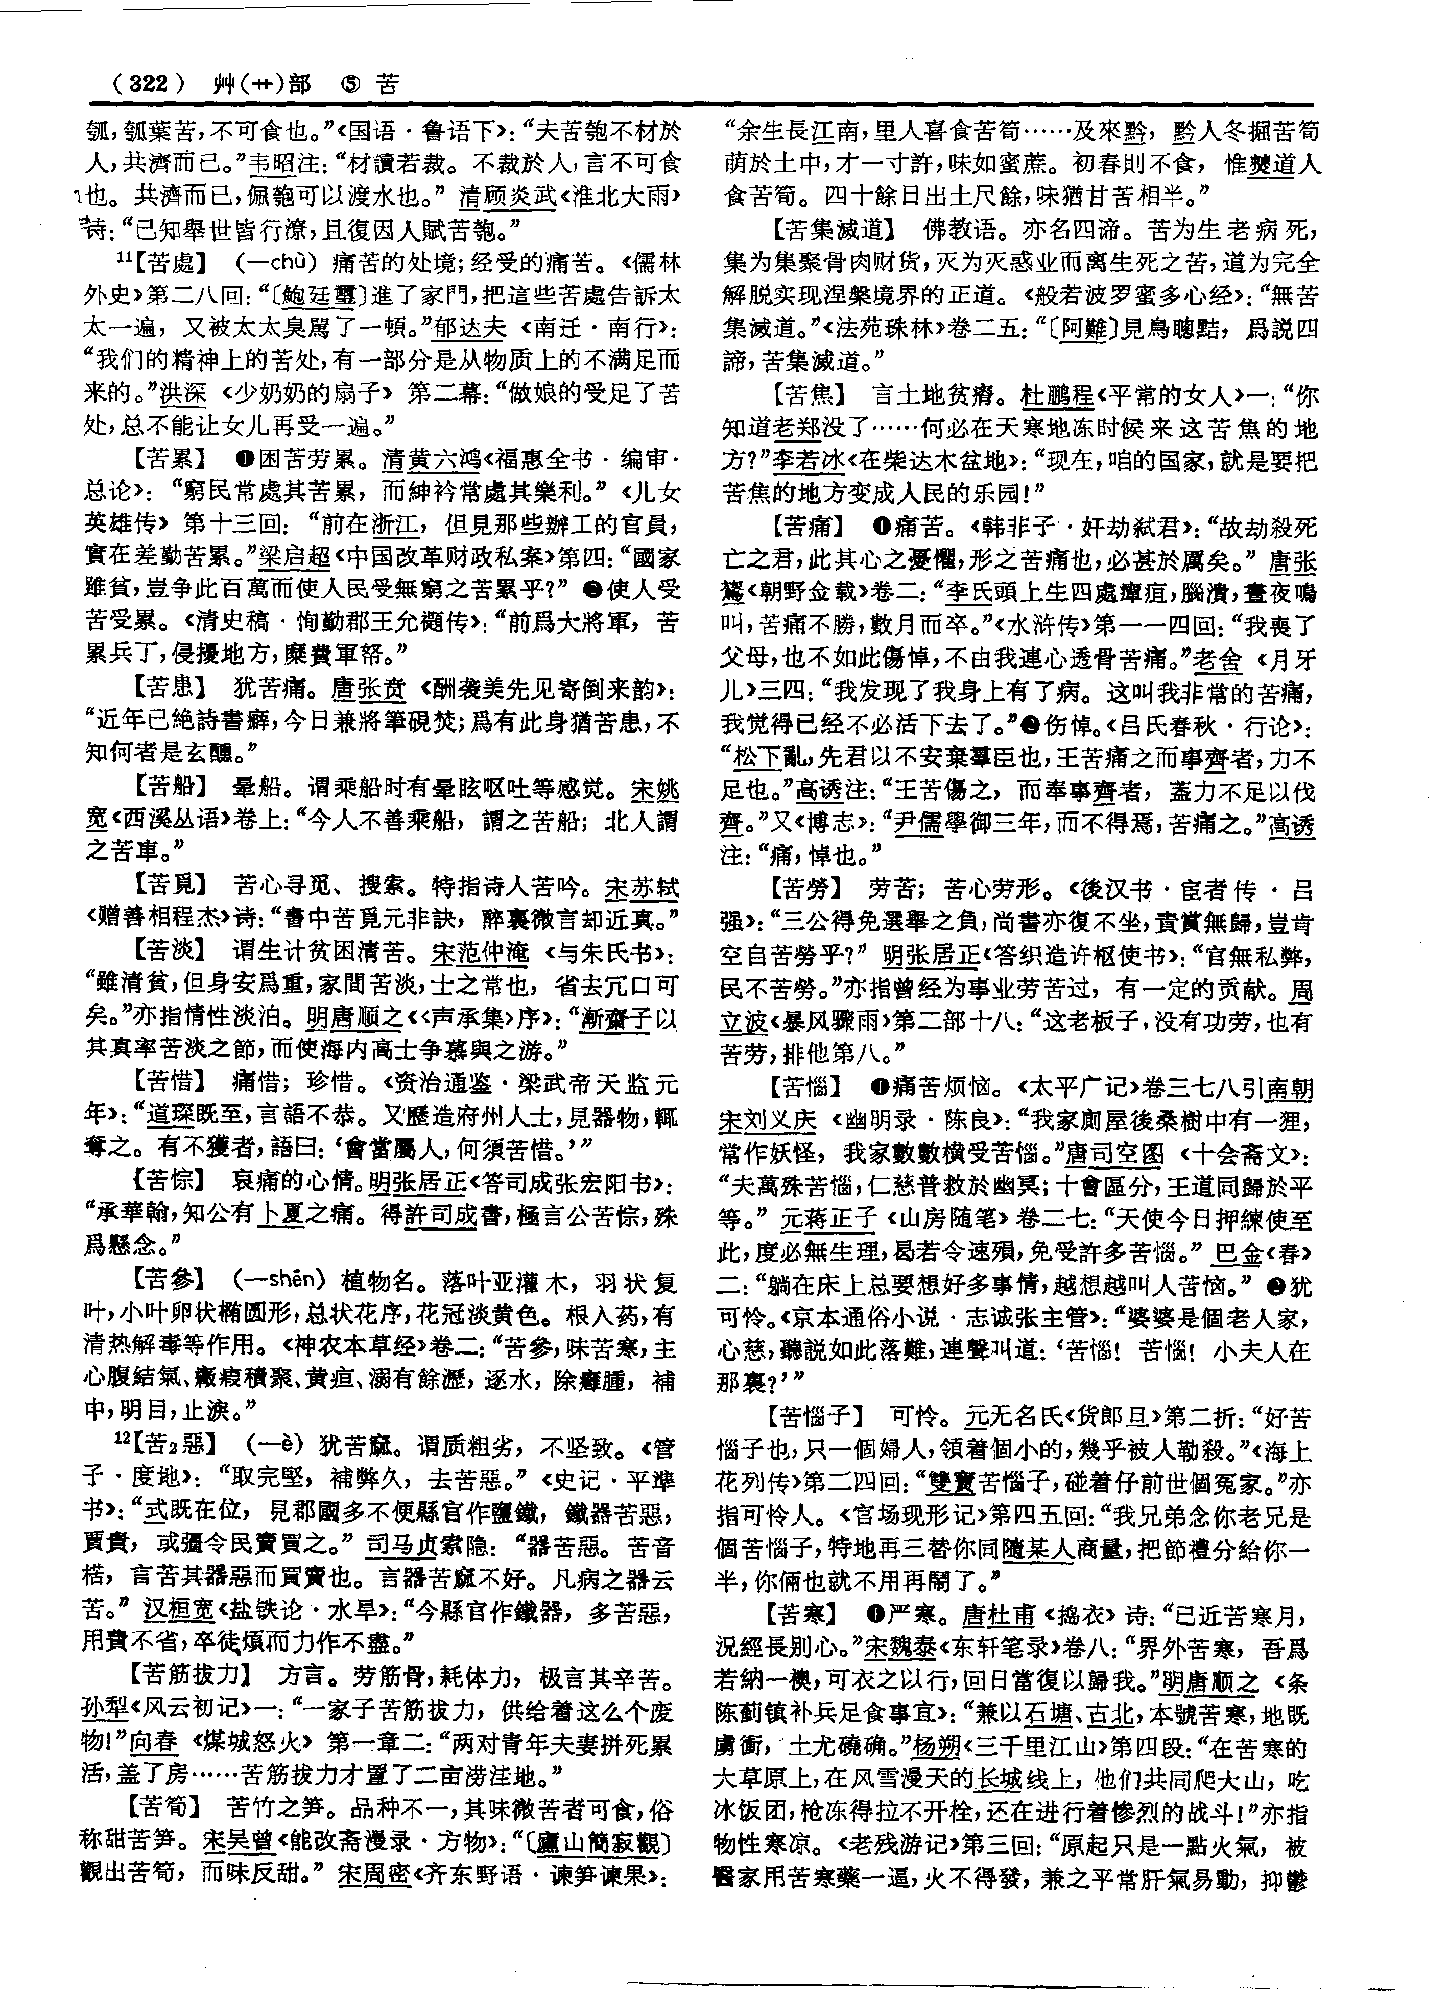 （322） 艸(艹)部 ⑤ 苦
瓠，瓠葉苦，不可食也。”《国语·鲁语下》：“夫苦匏不材於
人，共濟而已。”韦昭注：“材讀若裁。不裁於人，言不可食
也。共濟而已，佩匏可以渡水也。”清顾炎武《淮北大雨》
诗：“已知舉世皆行潦，且復因人賦苦匏。”
11【苦處】（—chù）痛苦的处境；经受的痛苦。《儒林
外史》第二八回：“〔鮑廷璽〕進了家門，把這些苦處告訴太
太一遍，又被太太臭駡了一頓。”郁达夫《南迁·南行》：
“我们的精神上的苦处，有一部分是从物质上的不满足而
来的。”洪深《少奶奶的扇子》第二幕：“做娘的受足了苦
处，总不能让女儿再受一遍。”
【苦累】 ❶困苦劳累。清黄六鸿《福惠全书·编审·
总论》：“窮民常處其苦累，而紳衿常處其樂利。”《儿女
英雄传》第十三回：“前在浙江，但見那些辦工的官員，
實在差勤苦累。”梁启超《中国改革财政私案》第四：“國家
雖貧，豈争此百萬而使人民受無窮之苦累乎？”❷使人受
苦受累。《清史稿·恂勤郡王允禵传》：“前爲大將軍，苦
累兵丁，侵擾地方，糜費軍帑。”
【苦患】 犹苦痛。唐张贲《酬袭美先见寄倒来韵》：
“近年已絶詩書癖，今日兼將筆硯焚；爲有此身猶苦患，不
知何者是玄纁。”
【苦船】 晕船。谓乘船时有晕眩呕吐等感觉。宋姚
宽《西溪丛语》卷上：“今人不善乘船，謂之苦船；北人謂
之苦車。”
【苦覓】 苦心寻觅、搜索。特指诗人苦吟。宋苏轼
《赠善相程杰》诗：“書中苦覓元非訣，醉裏微言却近真。”
【苦淡】 谓生计贫困清苦。宋范仲淹《与朱氏书》：
“雖清貧，但身安爲重，家間苦淡，士之常也，省去冗口可
矣。”亦指情性淡泊。明唐顺之《〈声承集〉序》：“漸齋子以
其真率苦淡之節，而使海内高士争慕與之游。”
【苦惜】 痛惜；珍惜。《资治通鉴·梁武帝天监元
年》：“道琛既至，言語不恭。又歷造府州人士，見器物，輒
奪之。有不獲者，語曰：‘會當屬人，何須苦惜。’”
【苦悰】 哀痛的心情。明张居正《答司成张宏阳书》：
“承華翰，知公有卜夏之痛。得許司成書，極言公苦悰，殊
爲懸念。”
【苦參】（—shēn）植物名。落叶亚灌木，羽状复
叶，小叶卵状椭圆形，总状花序，花冠淡黄色。根入药，有
清热解毒等作用。《神农本草经》卷二：“苦參，味苦寒，主
心腹結氣、癥瘕積聚、黄疸、溺有餘瀝，逐水，除癰腫，補
中，明目，止淚。”
12【苦₂惡】（—è）犹苦窳。谓质粗劣，不坚致。《管
子·度地》：“取完堅，補弊久，去苦惡。”《史记·平準
书》：“式既在位，見郡國多不便縣官作鹽鐵，鐵器苦惡，
賈貴，或彊令民賣買之。”司马贞索隐：“器苦惡。苦音
楛，言苦其器惡而買賣也。言器苦窳不好。凡病之器云
苦。”汉桓宽《盐铁论·水旱》：“今縣官作鐵器，多苦惡，
用費不省，卒徒煩而力作不盡。”
【苦筋拔力】 方言。劳筋骨，耗体力，极言其辛苦。
孙犁《风云初记》一：“一家子苦筋拔力，供给着这么个废
物！”向春《煤城怒火》第一章二：“两对青年夫妻拼死累
活，盖了房……苦筋拔力才置了二亩涝洼地。”
【苦筍】 苦竹之笋。品种不一，其味微苦者可食，俗
称甜苦笋。宋吴曾《能改斋漫录·方物》：“〔廬山簡寂觀〕
觀出苦筍，而味反甜。”宋周密《齐东野语·谏笋谏果》：
“余生長江南，里人喜食苦筍……及來黔，黔人冬掘苦筍
萌於土中，才一寸許，味如蜜蔗。初春則不食，惟僰道人
食苦筍。四十餘日出土尺餘，味猶甘苦相半。”
【苦集滅道】 佛教语。亦名四谛。苦为生老病死，
集为集聚骨肉财货，灭为灭惑业而离生死之苦，道为完全
解脱实现涅槃境界的正道。《般若波罗蜜多心经》：“無苦
集滅道。”《法苑珠林》卷二五：“〔阿難〕見鳥聰黠，爲説四
諦，苦集滅道。”
【苦焦】 言土地贫瘠。杜鹏程《平常的女人》一：“你
知道老郑没了……何必在天寒地冻时候来这苦焦的地
方？”李若冰《在柴达木盆地》：“现在，咱的国家，就是要把
苦焦的地方变成人民的乐园！”
【苦痛】 ❶痛苦。《韩非子·奸劫弑君》：“故劫殺死
亡之君，此其心之憂懼，形之苦痛也，必甚於厲矣。”唐张
鷟《朝野佥载》卷二：“李氏頭上生四處癉疽，腦潰，晝夜鳴
叫，苦痛不勝，數月而卒。”《水浒传》第一一四回：“我喪了
父母，也不如此傷悼，不由我連心透骨苦痛。”老舍《月牙
儿》三四：“我发现了我身上有了病。这叫我非常的苦痛，
我觉得已经不必活下去了。”❷伤悼。《吕氏春秋·行论》：
“松下亂，先君以不安棄羣臣也，王苦痛之而事齊者，力不
足也。”高诱注：“王苦傷之，而奉事齊者，蓋力不足以伐
齊。”又《博志》：“尹儒學御三年，而不得焉，苦痛之。”高诱
注：“痛，悼也。”
【苦勞】 劳苦；苦心劳形。《後汉书·宦者传·吕
强》：“三公得免選舉之負，尚書亦復不坐，責賞無歸，豈肯
空自苦勞乎？”明张居正《答织造许枢使书》：“官無私弊，
民不苦勞。”亦指曾经为事业劳苦过，有一定的贡献。周
立波《暴风骤雨》第二部十八：“这老板子，没有功劳，也有
苦劳，排他第八。”
【苦惱】 ❶痛苦烦恼。《太平广记》卷三七八引南朝
宋刘义庆《幽明录·陈良》：“我家廁屋後桑樹中有一狸，
常作妖怪，我家數數横受苦惱。”唐司空图《十会斋文》：
“夫萬殊苦惱，仁慈普救於幽冥；十會區分，王道同歸於平
等。”元蒋正子《山房随笔》卷二七：“天使今日押練使至
此，度必無生理，曷若令速殞，免受許多苦惱。”巴金《春》
二：“躺在床上总要想好多事情，越想越叫人苦恼。”❷犹
可怜。《京本通俗小说·志诚张主管》：“婆婆是個老人家，
心慈，聽説如此落難，連聲叫道：‘苦惱！苦惱！小夫人在
那裏？’”
【苦惱子】 可怜。元无名氏《货郎旦》第二折：“好苦
惱子也，只一個婦人，領着個小的，幾乎被人勒殺。”《海上
花列传》第二四回：“雙寶苦惱子，碰着仔前世個冤家。”亦
指可怜人。《官场现形记》第四五回：“我兄弟念你老兄是
個苦惱子，特地再三替你同隨某人商量，把節禮分給你一
半，你倆也就不用再鬧了。”
【苦寒】 ❶严寒。唐杜甫《捣衣》诗：“已近苦寒月，
況經長别心。”宋魏泰《东轩笔录》卷八：“界外苦寒，吾爲
若納一襖，可衣之以行，回日當復以歸我。”明唐顺之《条
陈蓟镇补兵足食事宜》：“兼以石塘、古北，本號苦寒，地既
虜衝，土尤磽确。”杨朔《三千里江山》第四段：“在苦寒的
大草原上，在风雪漫天的长城线上，他们共同爬大山，吃
冰饭团，枪冻得拉不开栓，还在进行着惨烈的战斗！”亦指
物性寒凉。《老残游记》第三回：“原起只是一點火氣，被
醫家用苦寒藥一逼，火不得發，兼之平常肝氣易動，抑鬱